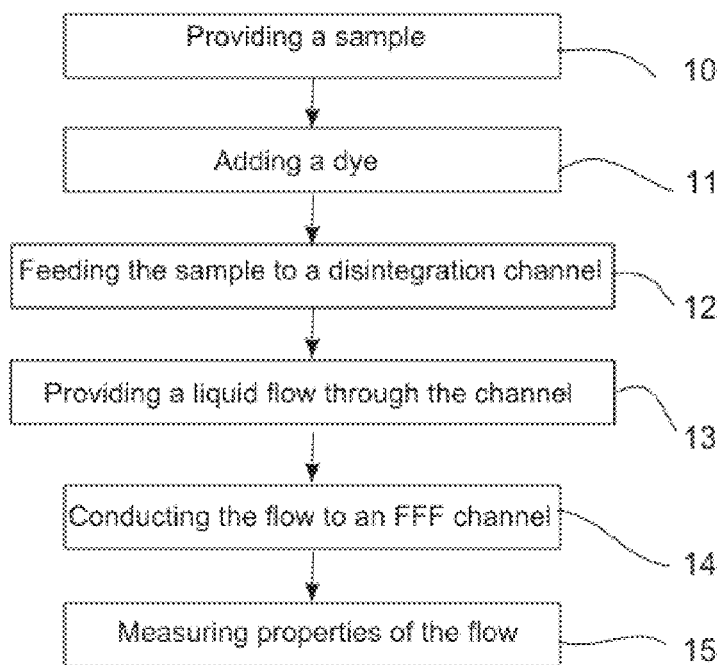 Providing a sample
10
Adding a dye
11
Feeding the sample to a disintegration channel
12
Providing a liquid flow through the channel
13
Conducting the flow to an FFF channel
14
Measuring properties of the flow
15